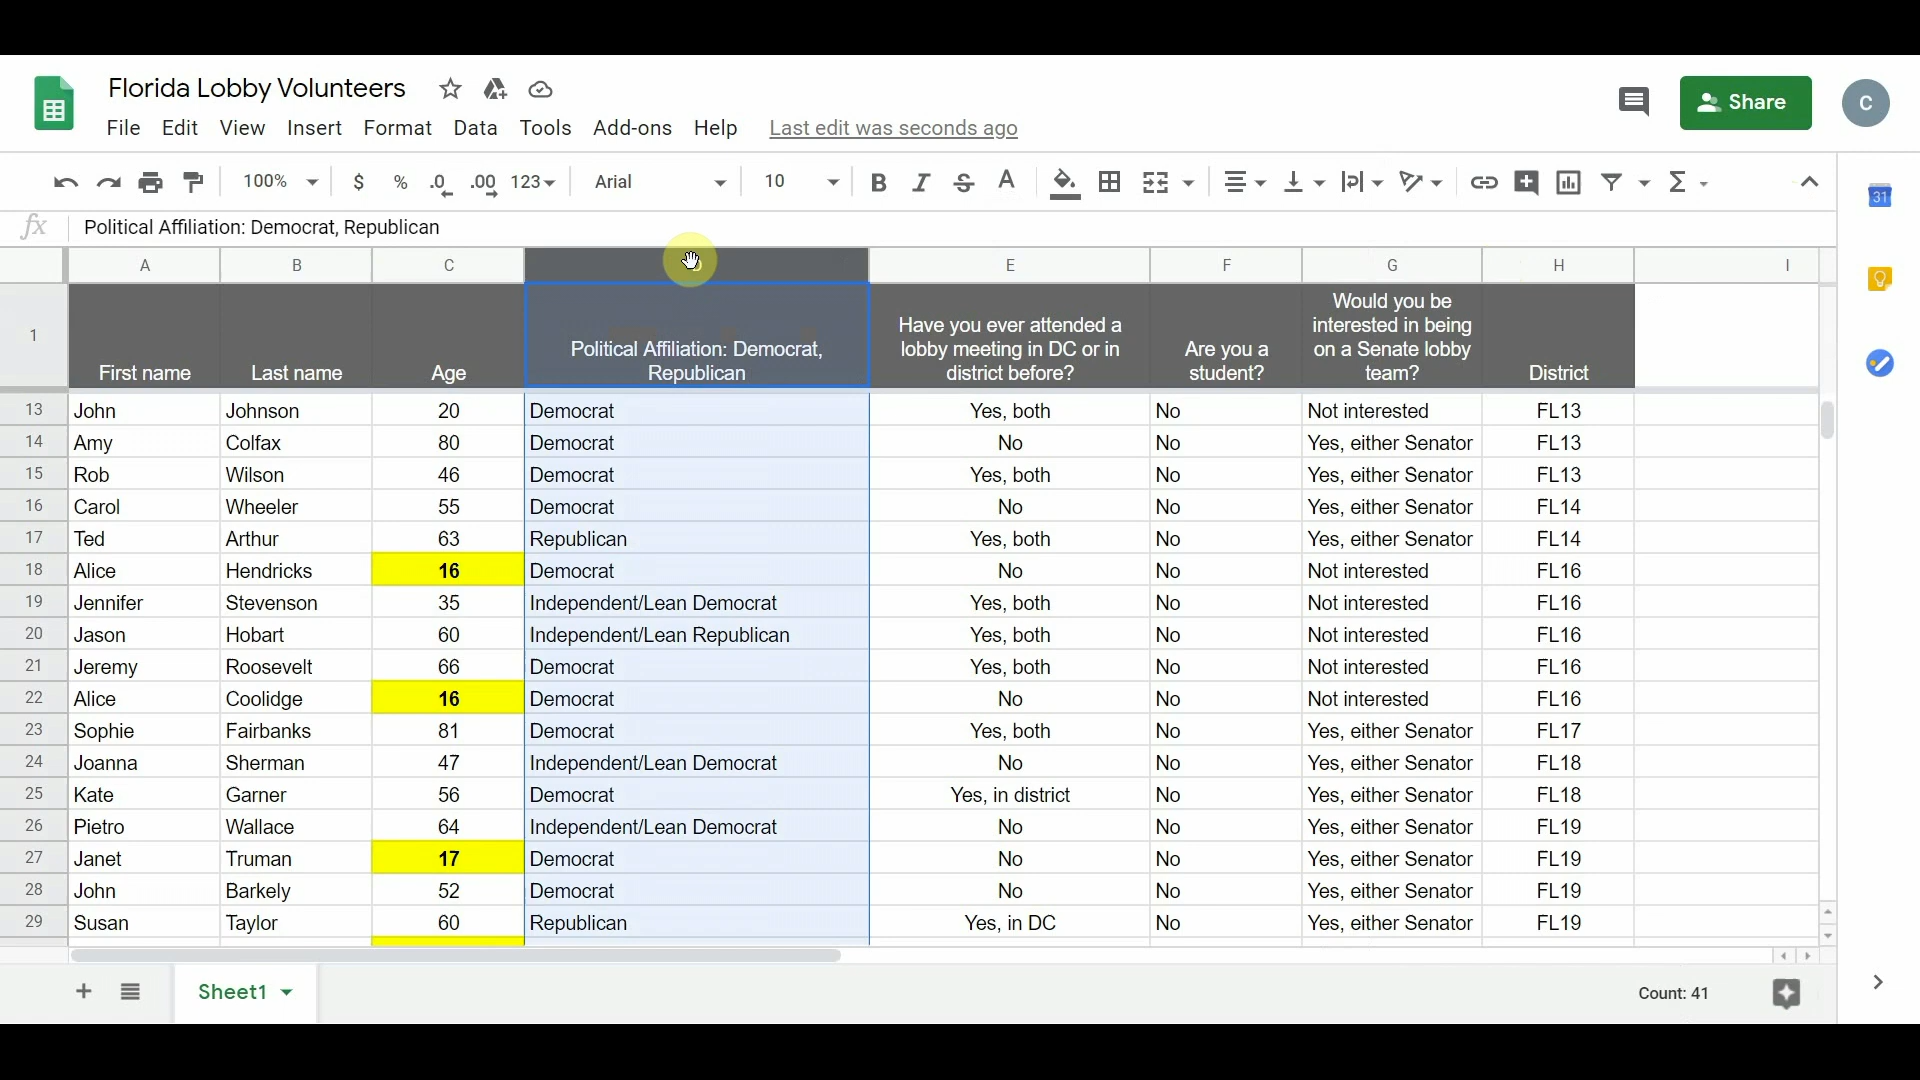 Florida Lobby Volunteers
File Edit View Insert Format Data Tools Add-ons Help Last edit was seconds ago
Share
C
100% $ % .0 .00 123 Arial 10 B I S A Σ
31
fx Political Affiliation: Democrat, Republican
A B C E F G H I
1 First name Last name Age Political Affiliation: Democrat, Republican Have you ever attended a lobby meeting in DC or in district before? Are you a student? Would you be interested in being on a Senate lobby team? District
13 John Johnson 20 Democrat Yes, both No Not interested FL13
14 Amy Colfax 80 Democrat No No Yes, either Senator FL13
15 Rob Wilson 46 Democrat Yes, both No Yes, either Senator FL13
16 Carol Wheeler 55 Democrat No No Yes, either Senator FL14
17 Ted Arthur 63 Republican Yes, both No Yes, either Senator FL14
18 Alice Hendricks 16 Democrat No No Not interested FL16
19 Jennifer Stevenson 35 Independent/Lean Democrat Yes, both No Not interested FL16
20 Jason Hobart 60 Independent/Lean Republican Yes, both No Not interested FL16
21 Jeremy Roosevelt 66 Democrat Yes, both No Not interested FL16
22 Alice Coolidge 16 Democrat No No Not interested FL16
23 Sophie Fairbanks 81 Democrat Yes, both No Yes, either Senator FL17
24 Joanna Sherman 47 Independent/Lean Democrat No No Yes, either Senator FL18
25 Kate Garner 56 Democrat Yes, in district No Yes, either Senator FL18
26 Pietro Wallace 64 Independent/Lean Democrat No No Yes, either Senator FL19
27 Janet Truman 17 Democrat No No Yes, either Senator FL19
28 John Barkely 52 Democrat No No Yes, either Senator FL19
29 Susan Taylor 60 Republican Yes, in DC No Yes, either Senator FL19
Sheet1
Count: 41